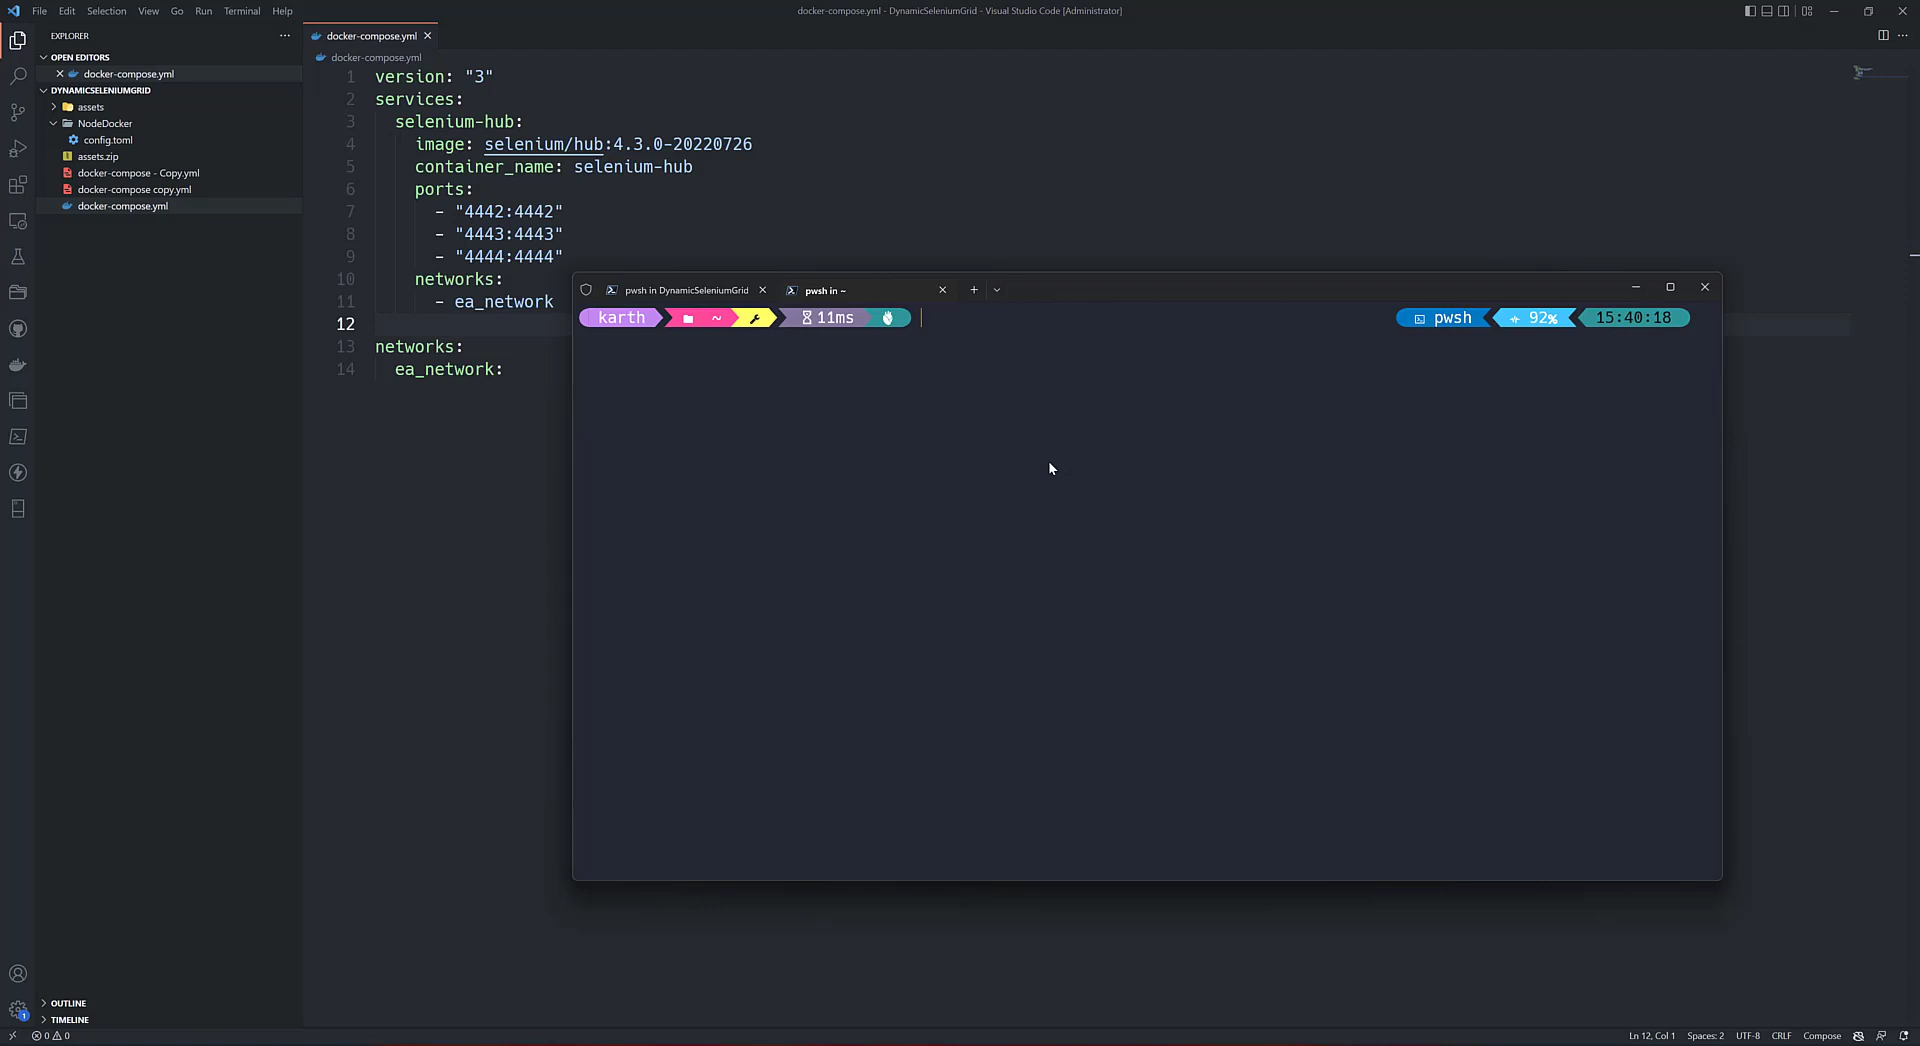 File Edit Selection View Go Run Terminal Help
docker-compose.yml - DynamicSeleniumGrid - Visual Studio Code [Administrator]
EXPLORER
OPEN EDITORS
docker-compose.yml
DYNAMICSELENIUMGRID
assets
NodeDocker
config.toml
assets.zip
docker-compose - Copy.yml
docker-compose copy.yml
docker-compose.yml
OUTLINE
TIMELINE
docker-compose.yml
docker-compose.yml
1 version: "3"
2 services:
3 selenium-hub:
4 image: selenium/hub:4.3.0-20220726
5 container_name: selenium-hub
6 ports:
7 - "4442:4442"
8 - "4443:4443"
9 - "4444:4444"
10 networks:
11 - ea_network
12
13 networks:
14 ea_network:
pwsh in DynamicSeleniumGrid
pwsh in ~
karth ~ 11ms
pwsh 92% 15:40:18
1
0 0
Ln 12, Col 1 Spaces: 2 UTF-8 CRLF Compose